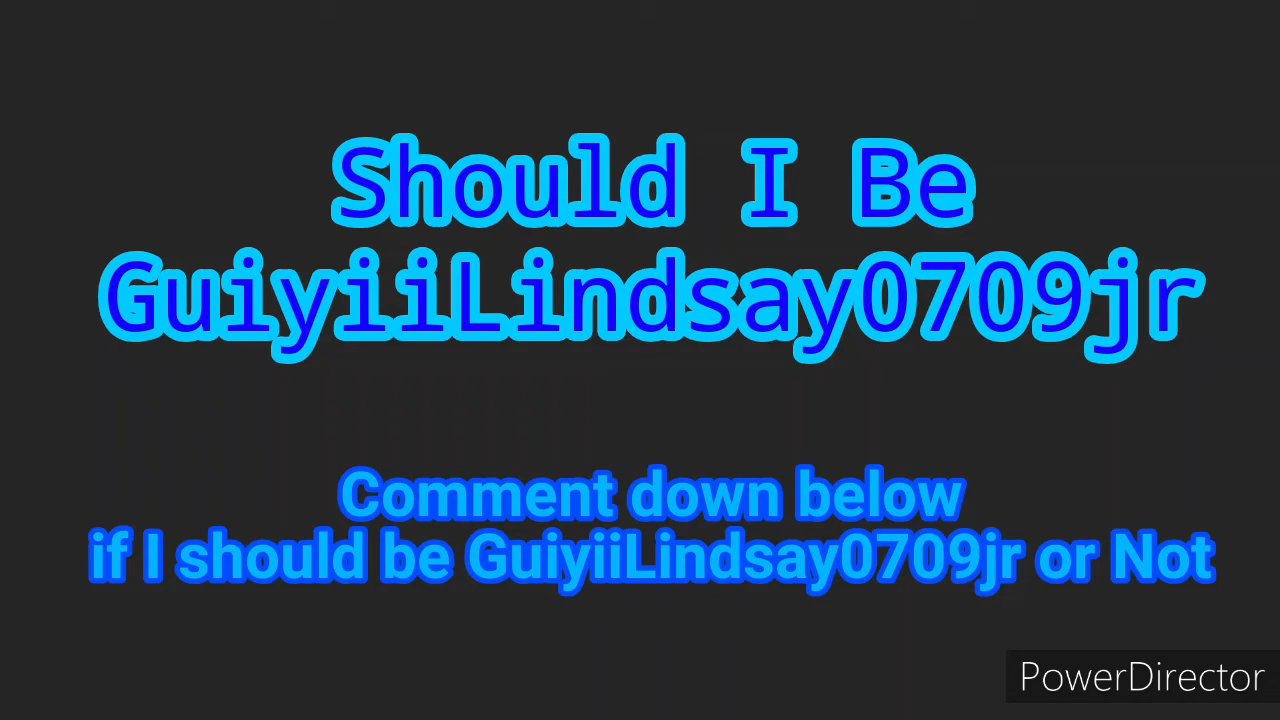 Should I Be
GuiyiiLindsay0709jr
Comment down below
if I should be GuiyiiLindsay0709jr or Not
PowerDirector